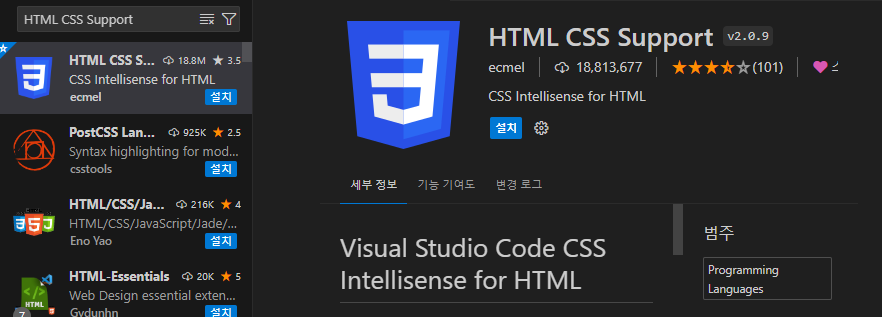 HTML CSS Support
HTML CSS S... 18.8M 3.5
CSS Intellisense for HTML
ecmel 설치
PostCSS Lan... 925K 2.5
Syntax highlighting for mod...
csstools 설치
HTML/CSS/Ja... 216K 4
HTML/CSS/JavaScript/Jade/...
Eno Yao 설치
HTML-Essentials 20K 5
Web Design essential exten...
Gydunhn 설치
7
HTML CSS Support v2.0.9
ecmel 18,813,677 (101)
CSS Intellisense for HTML
설치
세부 정보 기능 기여도 변경 로그
Visual Studio Code CSS
Intellisense for HTML
범주
Programming
Languages